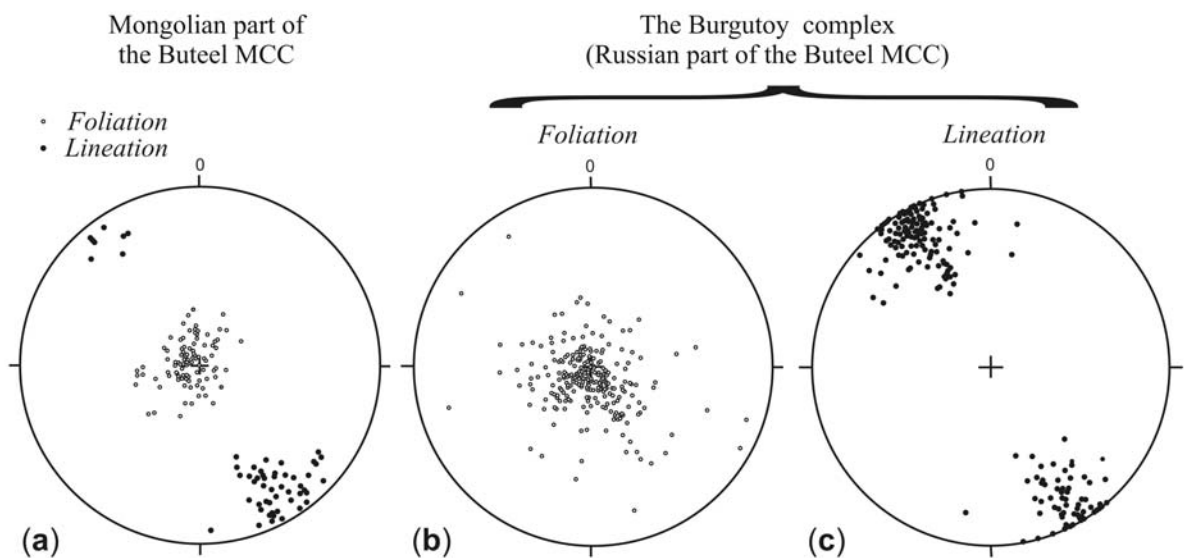 Mongolian part of
the Buteel MCC
The Burgutoy complex
(Russian part of the Buteel MCC)
Foliation
Lineation
Foliation
Lineation
0
0
0
(a)
(b)
(c)